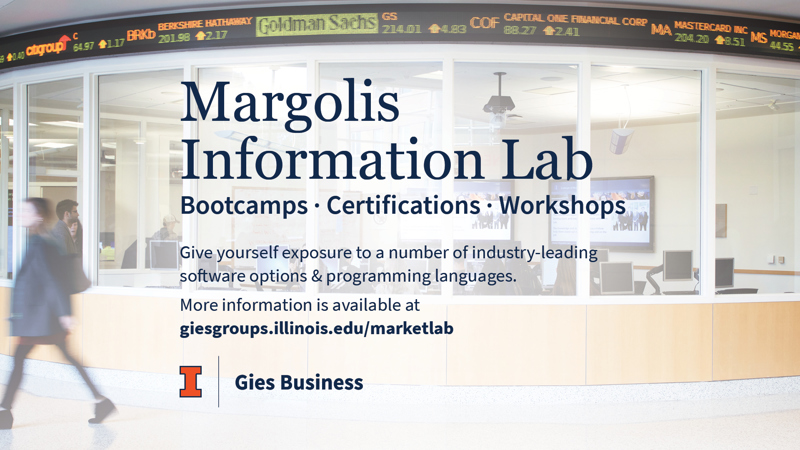 citigroup C
64.97 1.17
BRKb BERKSHIRE HATHAWAY
201.98 2.17
Goldman Sachs GS
214.01 4.83
COF CAPITAL ONE FINANCIAL CORP
88.27 2.41
MA MASTERCARD INC
204.20 8.51
MS MORGAN
44.55
Margolis
Information Lab
Bootcamps · Certifications · Workshops
Give yourself exposure to a number of industry-leading
software options & programming languages.
More information is available at
giesgroups.illinois.edu/marketlab
I Gies Business